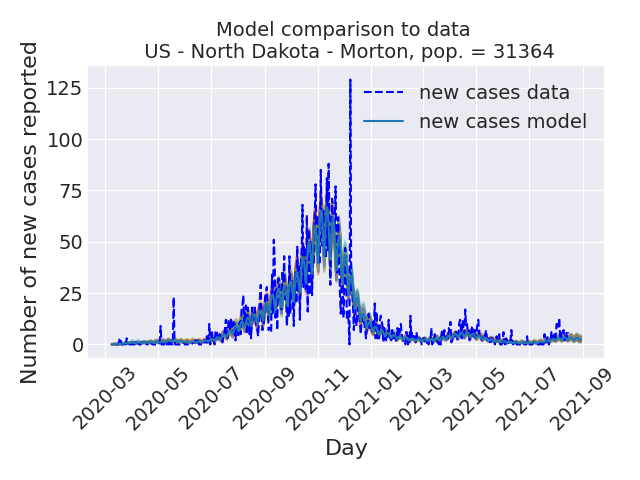 Model comparison to data
US - North Dakota - Morton, pop. = 31364
Number of new cases reported
125
100
75
50
25
0
new cases data
new cases model
2020-03
2020-05
2020-07
2020-09
2020-11
2021-01
2021-03
2021-05
2021-07
2021-09
Day